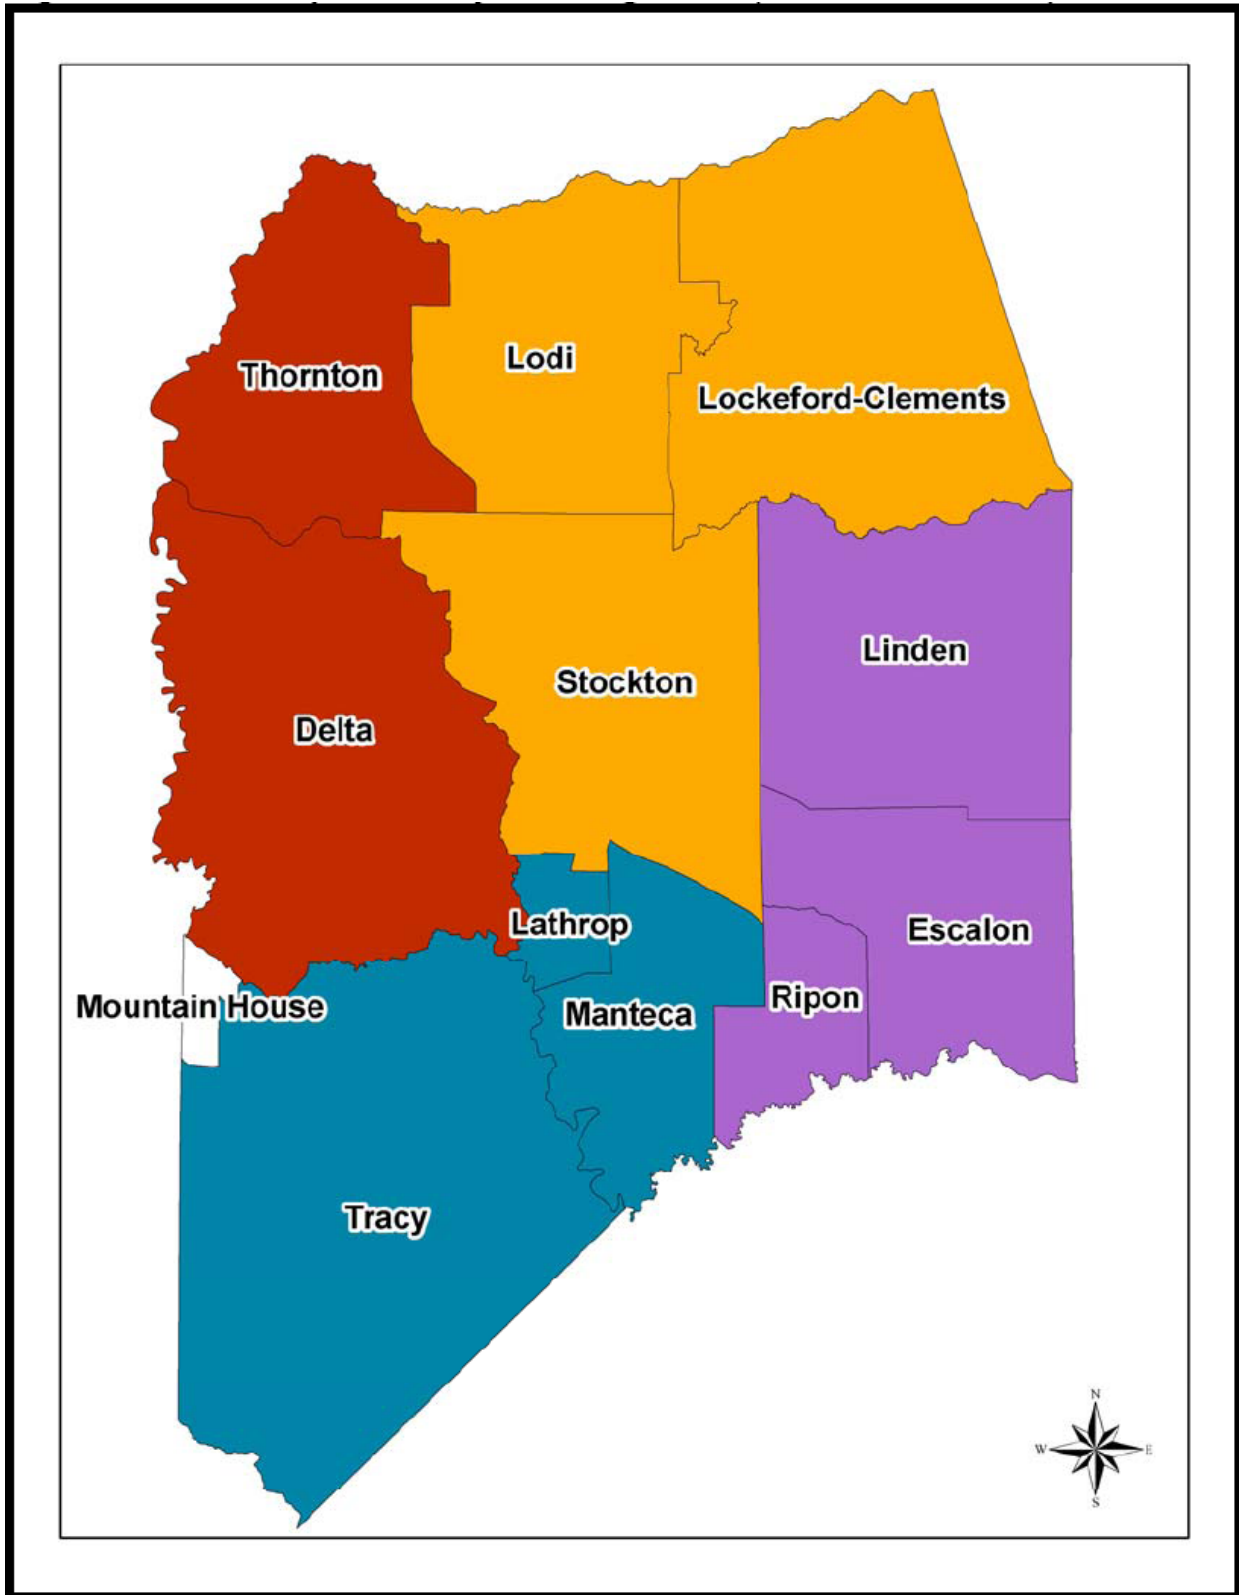 Thornton
Lodi
Lockeford-Clements
Linden
Stockton
Delta
Lathrop
Escalon
Mountain House
Manteca
Ripon
Tracy
N
W
E
S